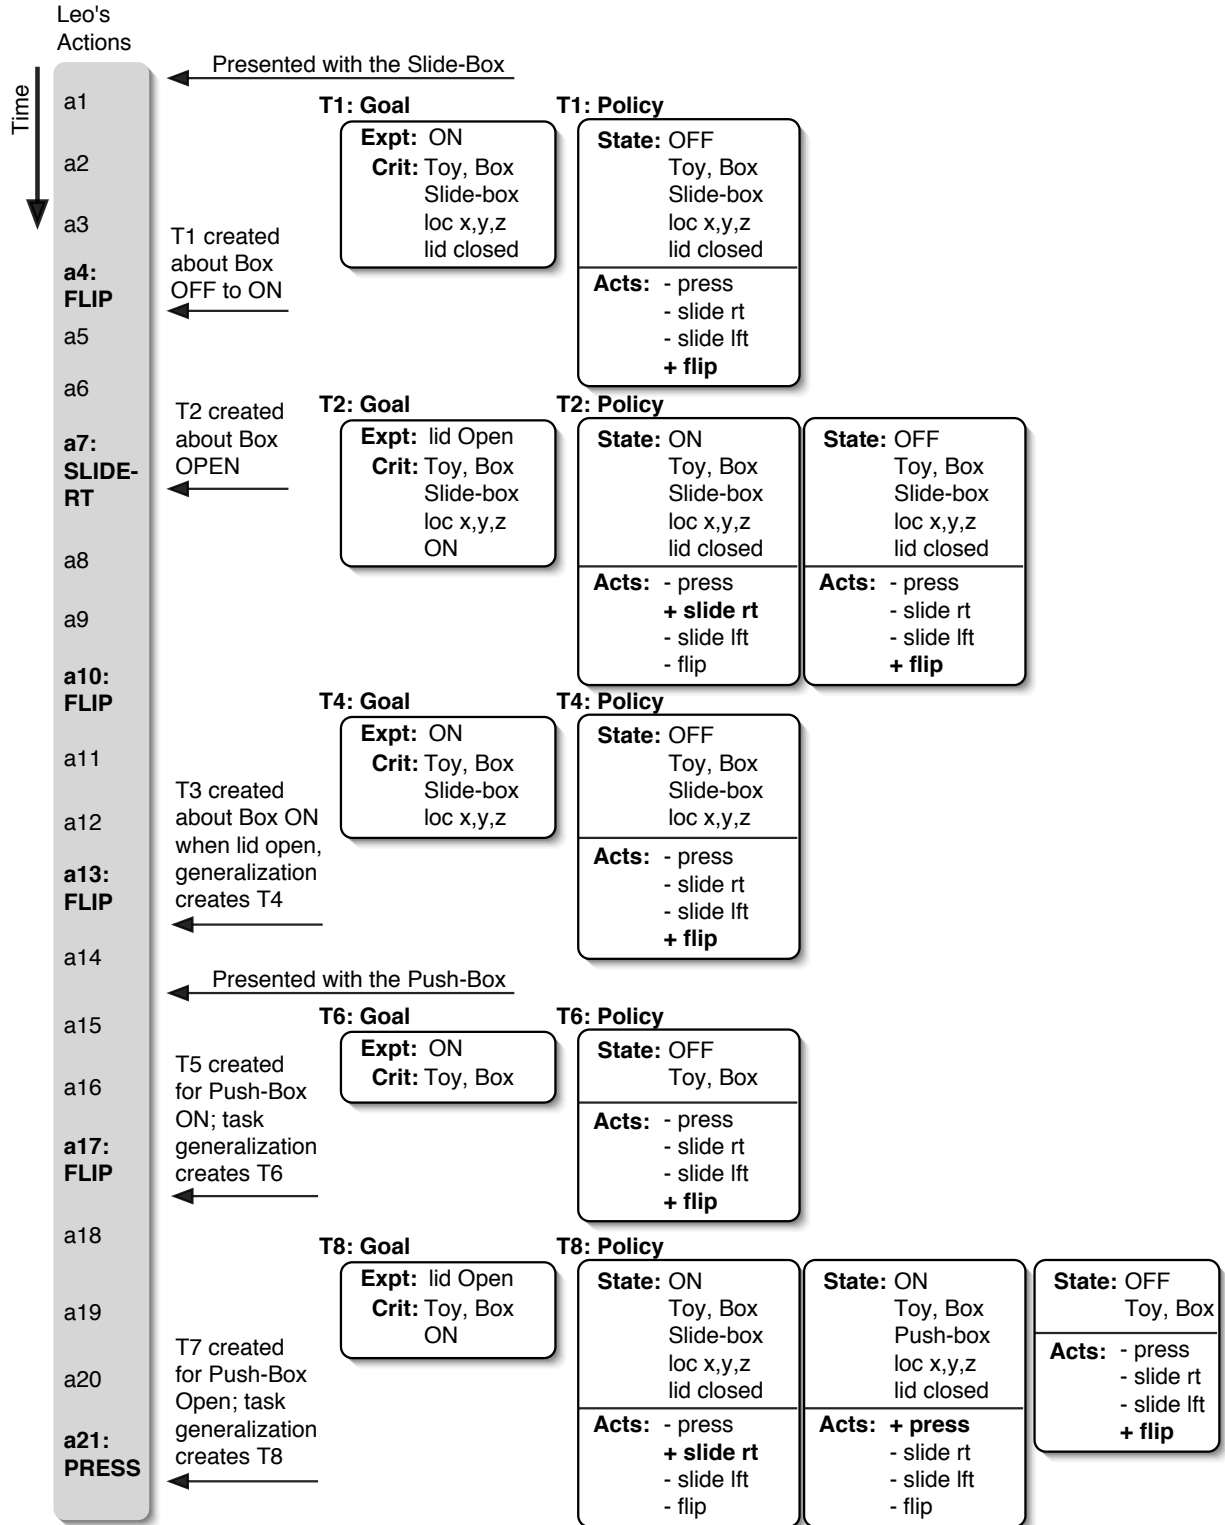 Leo's
Actions
Time
Presented with the Slide-Box
a1
a2
a3
a4:
FLIP
T1 created
about Box
OFF to ON
T1: Goal
Expt: ON
Crit: Toy, Box
Slide-box
loc x,y,z
lid closed
T1: Policy
State: OFF
Toy, Box
Slide-box
loc x,y,z
lid closed
Acts: - press
- slide rt
- slide lft
+ flip
a5
a6
a7:
SLIDE-
RT
T2 created
about Box
OPEN
T2: Goal
Expt: lid Open
Crit: Toy, Box
Slide-box
loc x,y,z
ON
T2: Policy
State: ON
Toy, Box
Slide-box
loc x,y,z
lid closed
Acts: - press
+ slide rt
- slide lft
- flip
State: OFF
Toy, Box
Slide-box
loc x,y,z
lid closed
Acts: - press
- slide rt
- slide lft
+ flip
a8
a9
a10:
FLIP
a11
a12
a13:
FLIP
T3 created
about Box ON
when lid open,
generalization
creates T4
T4: Goal
Expt: ON
Crit: Toy, Box
Slide-box
loc x,y,z
T4: Policy
State: OFF
Toy, Box
Slide-box
loc x,y,z
Acts: - press
- slide rt
- slide lft
+ flip
a14
Presented with the Push-Box
a15
a16
a17:
FLIP
T5 created
for Push-Box
ON; task
generalization
creates T6
T6: Goal
Expt: ON
Crit: Toy, Box
T6: Policy
State: OFF
Toy, Box
Acts: - press
- slide rt
- slide lft
+ flip
a18
a19
a20
a21:
PRESS
T7 created
for Push-Box
Open; task
generalization
creates T8
T8: Goal
Expt: lid Open
Crit: Toy, Box
ON
T8: Policy
State: ON
Toy, Box
Slide-box
loc x,y,z
lid closed
Acts: - press
+ slide rt
- slide lft
- flip
State: ON
Toy, Box
Push-box
loc x,y,z
lid closed
Acts: + press
- slide rt
- slide lft
- flip
State: OFF
Toy, Box
Acts: - press
- slide rt
- slide lft
+ flip